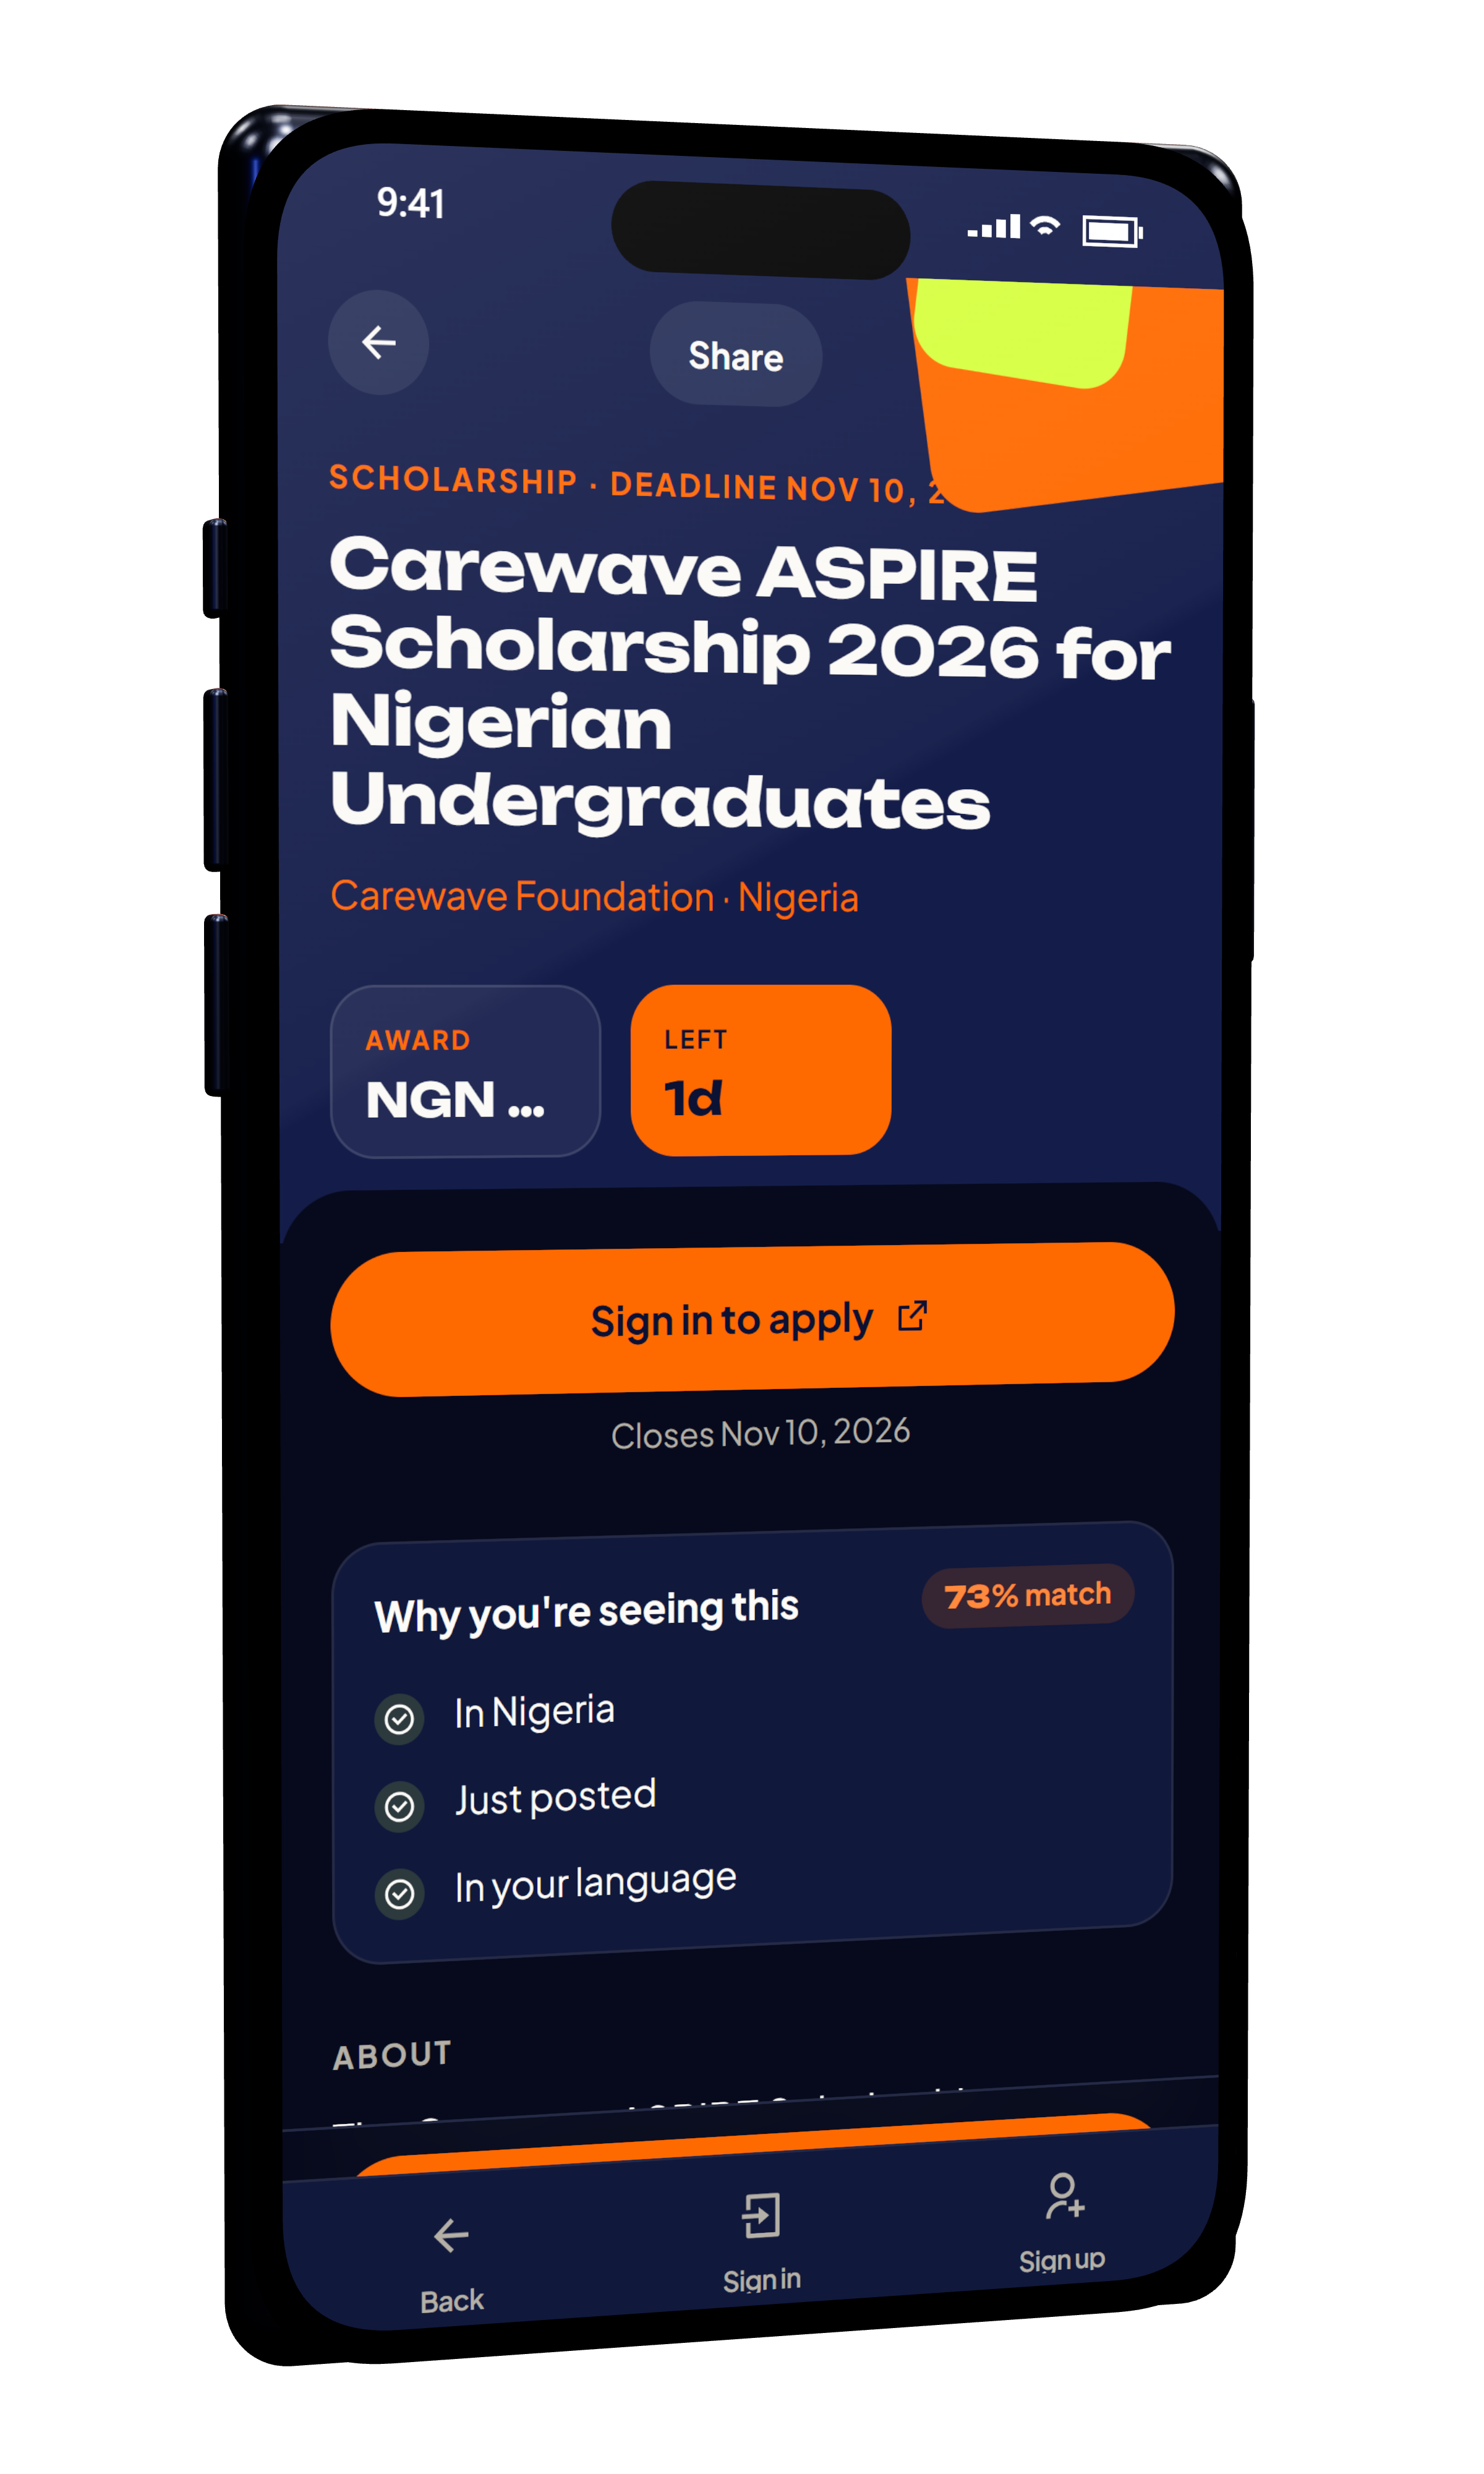 9:41
Share
SCHOLARSHIP · DEADLINE NOV 10, 2
Carewave ASPIRE
Scholarship 2026 for
Nigerian
Undergraduates
Carewave Foundation · Nigeria
AWARD
NGN ...
LEFT
1d
Sign in to apply
Closes Nov 10, 2026
Why you're seeing this
73% match
In Nigeria
Just posted
In your language
ABOUT
Back
Sign in
Sign up